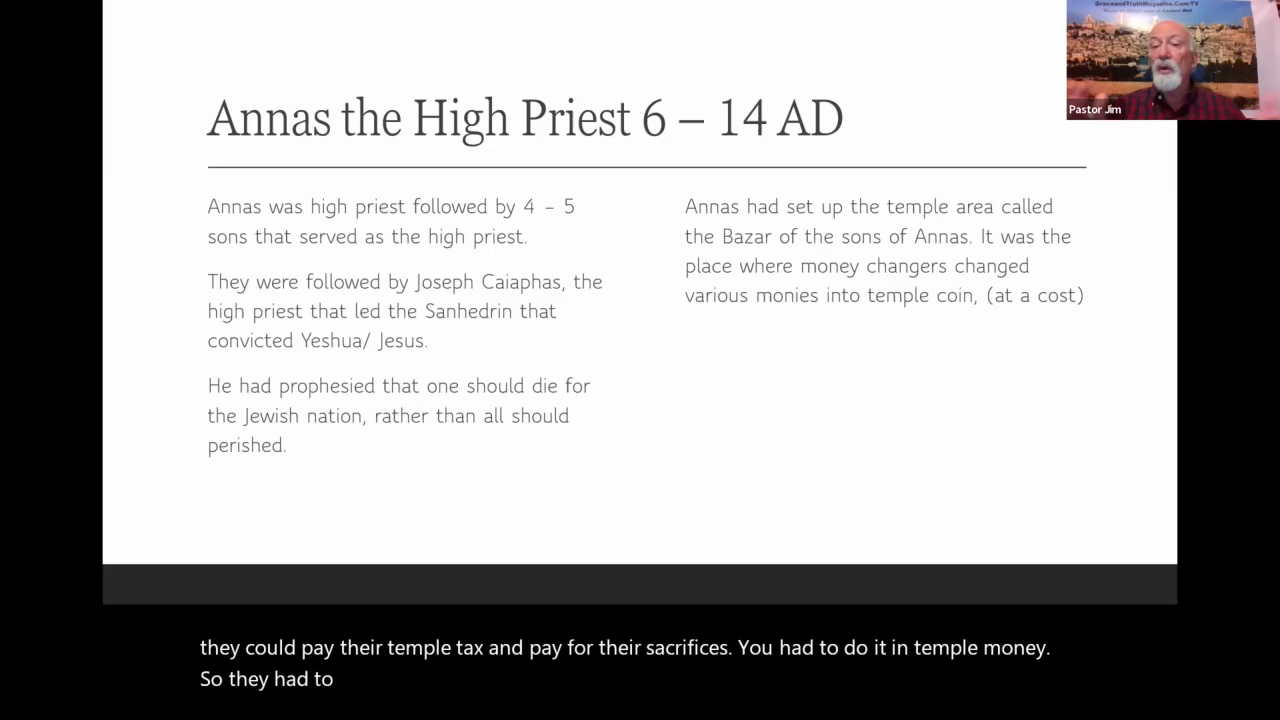 GraceandTruthMagazine.Com/TV
Annas the High Priest 6 – 14 AD
Annas was high priest followed by 4 – 5
sons that served as the high priest.
They were followed by Joseph Caiaphas, the
high priest that led the Sanhedrin that
convicted Yeshua/ Jesus.
He had prophesied that one should die for
the Jewish nation, rather than all should
perished.
Annas had set up the temple area called
the Bazar of the sons of Annas. It was the
place where money changers changed
various monies into temple coin, (at a cost)
Pastor Jim
they could pay their temple tax and pay for their sacrifices. You had to do it in temple money.
So they had to